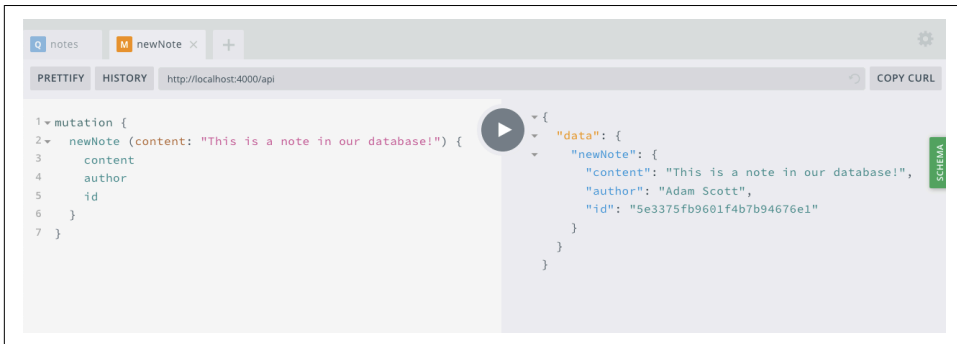 Q notes M newNote × +
PRETTIFY HISTORY http://localhost:4000/api COPY CURL
1 mutation {
2 newNote (content: "This is a note in our database!") {
3 content
4 author
5 id
6 }
7 }
{
"data": {
"newNote": {
"content": "This is a note in our database!",
"author": "Adam Scott",
"id": "5e3375fb9601f4b7b94676e1"
}
}
}
SCHEMA